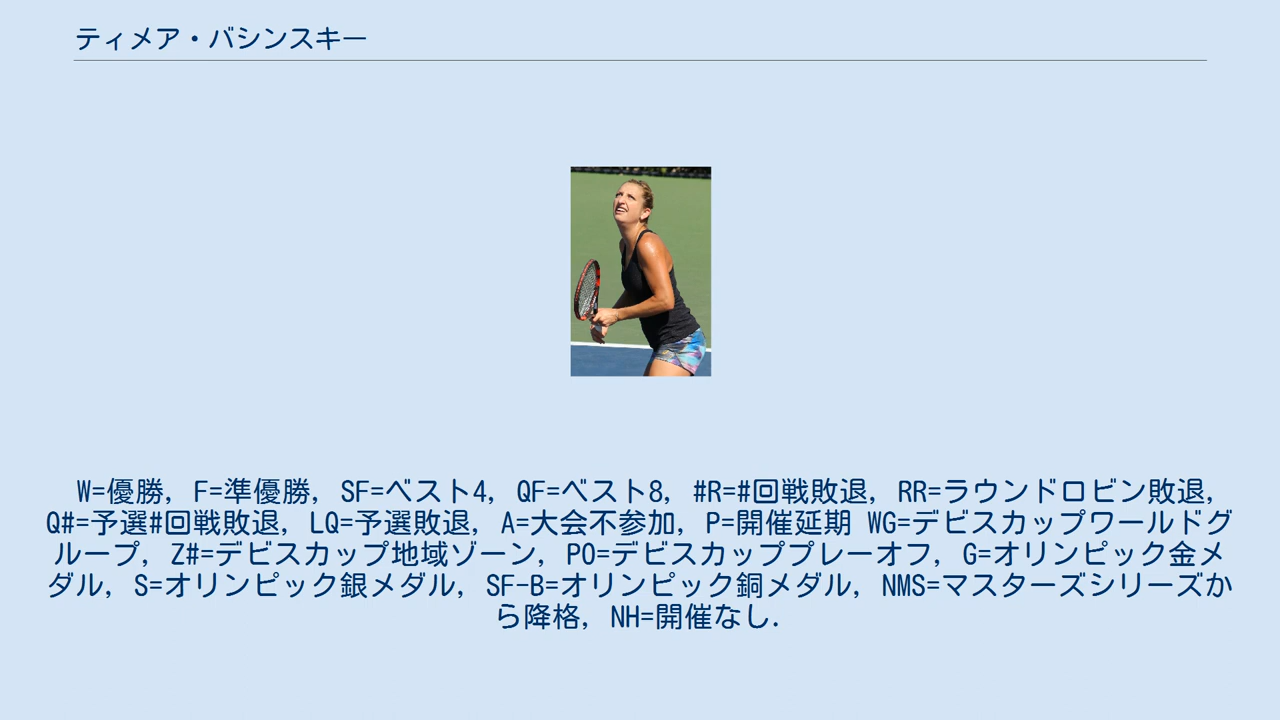 ティメア・バシンスキー
W=優勝, F=準優勝, SF=ベスト4, QF=ベスト8, #R=#回戦敗退, RR=ラウンドロビン敗退,
Q#=予選#回戦敗退, LQ=予選敗退, A=大会不参加, P=開催延期 WG=デビスカップワールドグ
ループ, Z#=デビスカップ地域ゾーン, PO=デビスカッププレーオフ, G=オリンピック金メ
ダル, S=オリンピック銀メダル, SF-B=オリンピック銅メダル, NMS=マスターズシリーズか
ら降格, NH=開催なし.